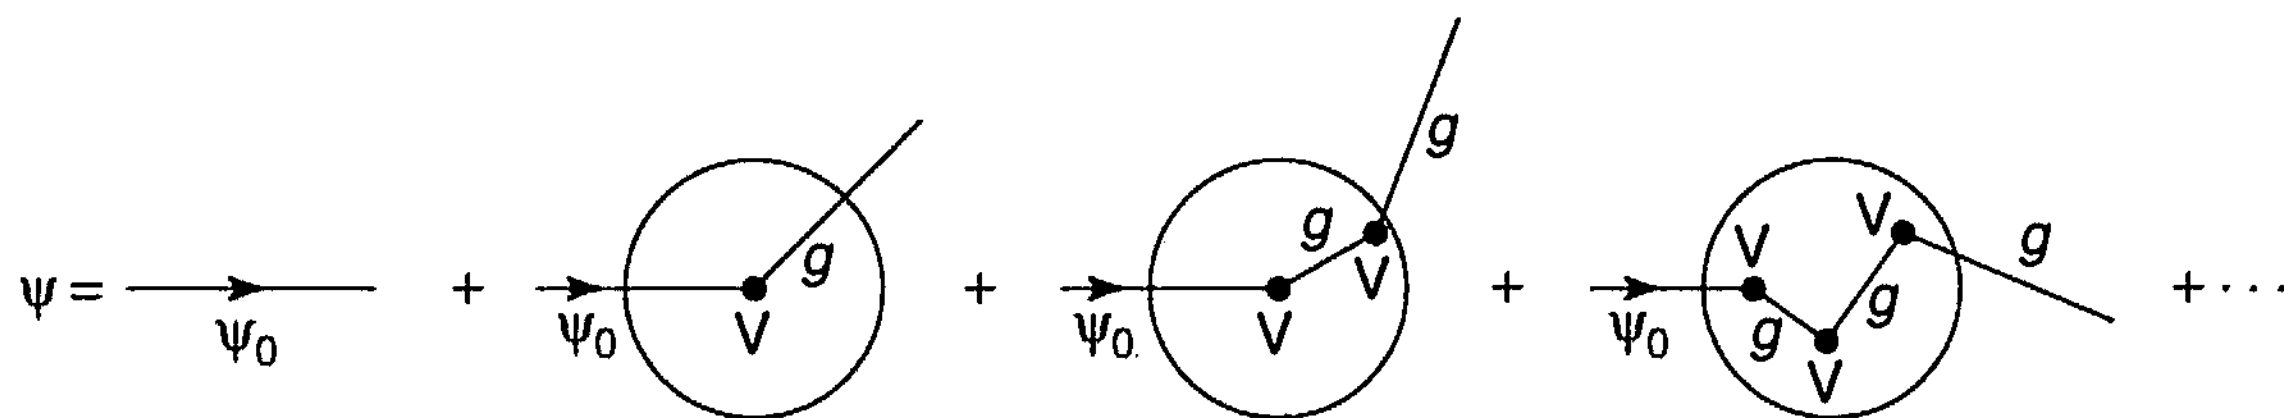 ψ = ψ₀ + ψ₀ V g + ψ₀ V g V g + ψ₀ V g V g V g + · · ·